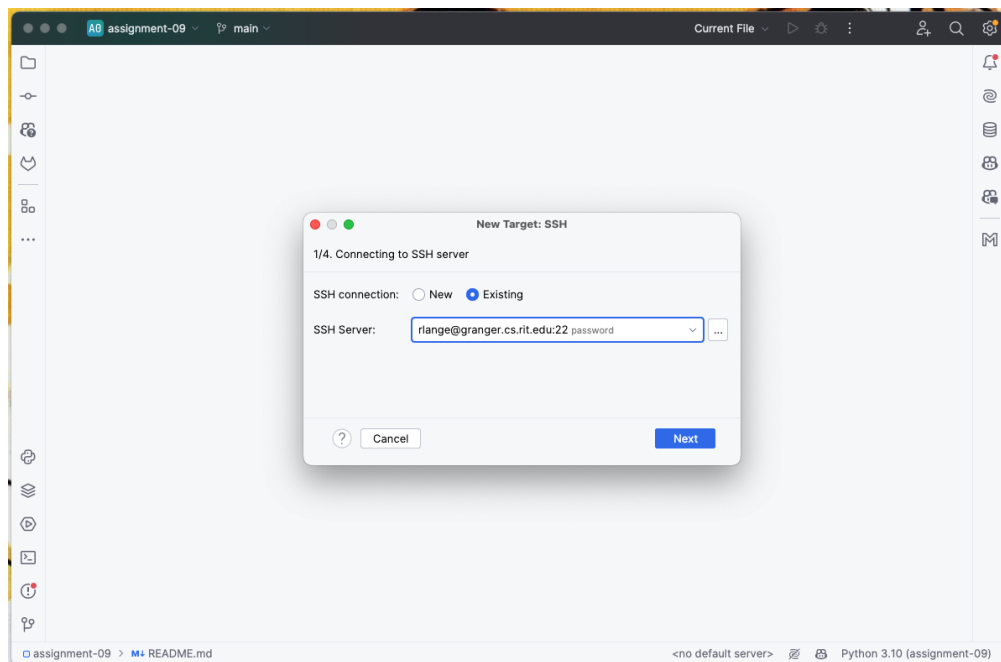 A0 assignment-09 main Current File
New Target: SSH
1/4. Connecting to SSH server
SSH connection: New Existing
SSH Server: rlange@granger.cs.rit.edu:22 password ...
? Cancel Next
assignment-09 > M↓ README.md <no default server> Python 3.10 (assignment-09)